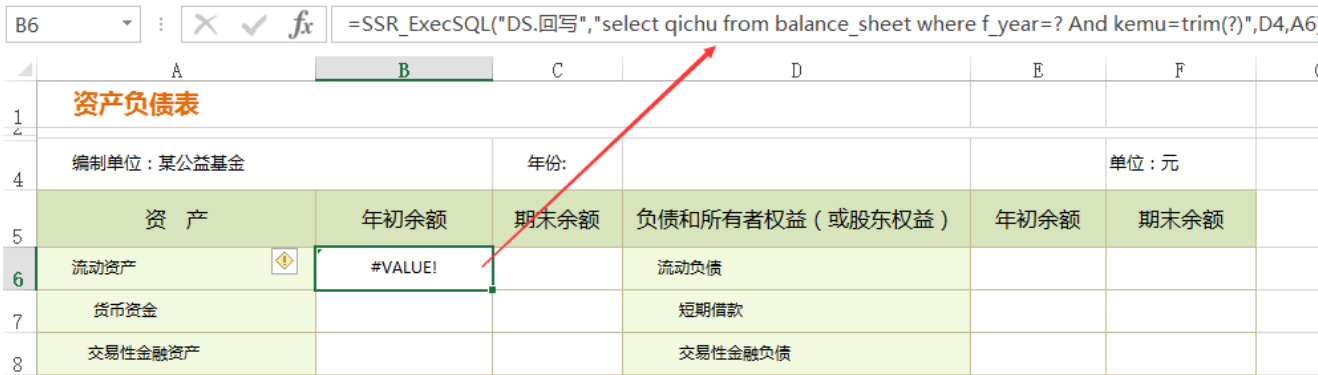 B6 fx =SSR_ExecSQL("DS.回写","select qichu from balance_sheet where f_year=? And kemu=trim(?)",D4,A6)
A B C D E F
1 资产负债表
2
4 编制单位：某公益基金 年份: 单位：元
5 资 产 年初余额 期末余额 负债和所有者权益（或股东权益） 年初余额 期末余额
6 流动资产 #VALUE! 流动负债
7 货币资金 短期借款
8 交易性金融资产 交易性金融负债